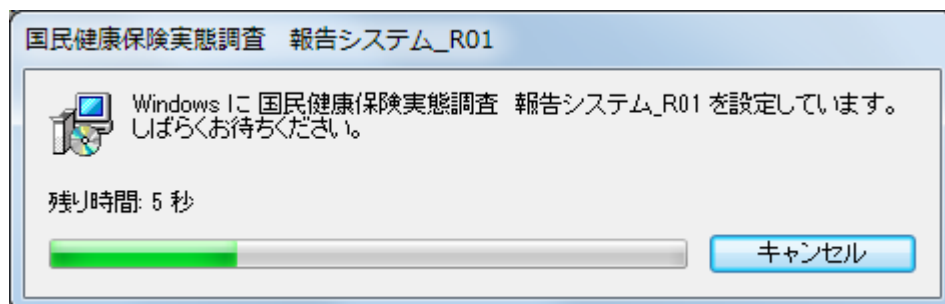 国民健康保険実態調査　報告システム_R01
Windows に 国民健康保険実態調査　報告システム_R01 を設定しています。
しばらくお待ちください。
残り時間: 5 秒
キャンセル